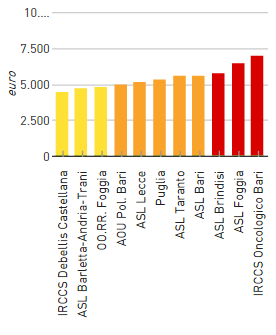 10....
7.500
5.000
2.500
0
euro
IRCCS Debellis Castellana
ASL Barletta-Andria-Trani
OO.RR. Foggia
AOU Pol. Bari
ASL Lecce
Puglia
ASL Taranto
ASL Bari
ASL Brindisi
ASL Foggia
IRCCS Oncologico Bari